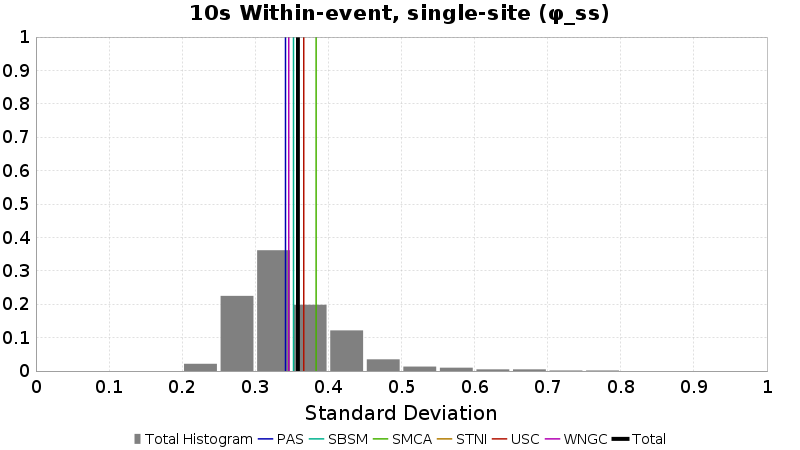 10s Within-event, single-site (φ_ss)
1
0.9
0.8
0.7
0.6
0.5
0.4
0.3
0.2
0.1
0
0 0.1 0.2 0.3 0.4 0.5 0.6 0.7 0.8 0.9 1
Standard Deviation
Total Histogram PAS SBSM SMCA STNI USC WNGC Total